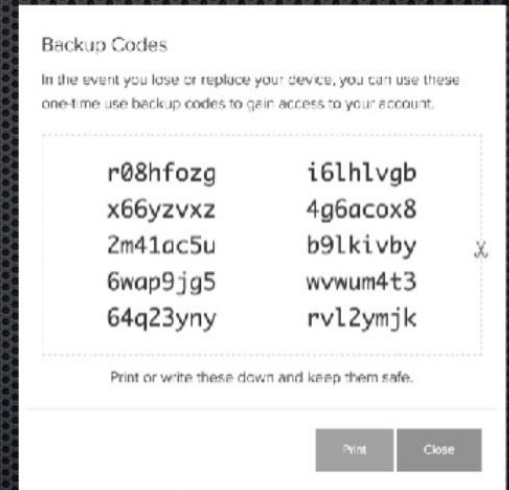 Backup Codes
In the event you lose or replace your device, you can use these
one-time use backup codes to gain access to your account.
r08hfozg i6lhlvgb
x66yzvxz 4g6acox8
2m41ac5u b9lkivby
6wap9jg5 wvwum4t3
64q23yny rvl2ymjk
Print or write these down and keep them safe.
Print Close